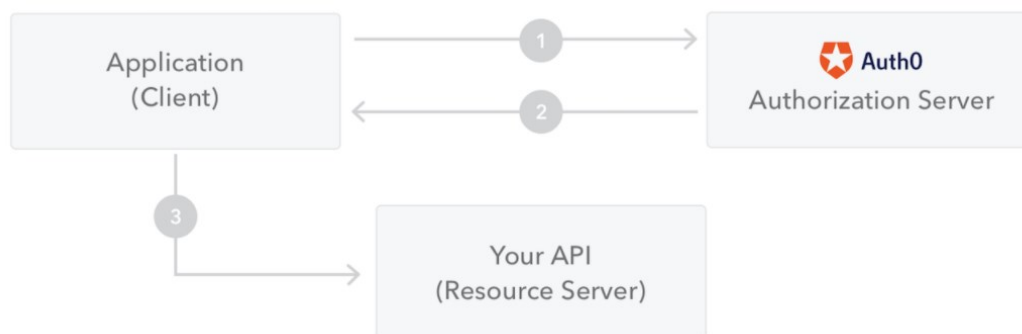 Application
(Client)
1
Auth0
Authorization Server
2
3
Your API
(Resource Server)